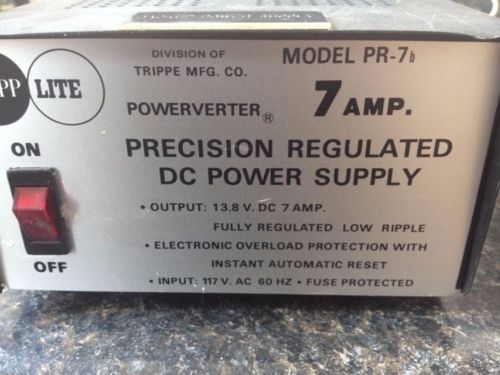 PP LITE
DIVISION OF
TRIPPE MFG. CO.
MODEL PR-7b
POWERVERTER®
7 AMP.
ON
PRECISION REGULATED
DC POWER SUPPLY
• OUTPUT: 13.8 V. DC 7 AMP.
FULLY REGULATED LOW RIPPLE
• ELECTRONIC OVERLOAD PROTECTION WITH
OFF
INSTANT AUTOMATIC RESET
• INPUT: 117 V. AC 60 HZ • FUSE PROTECTED